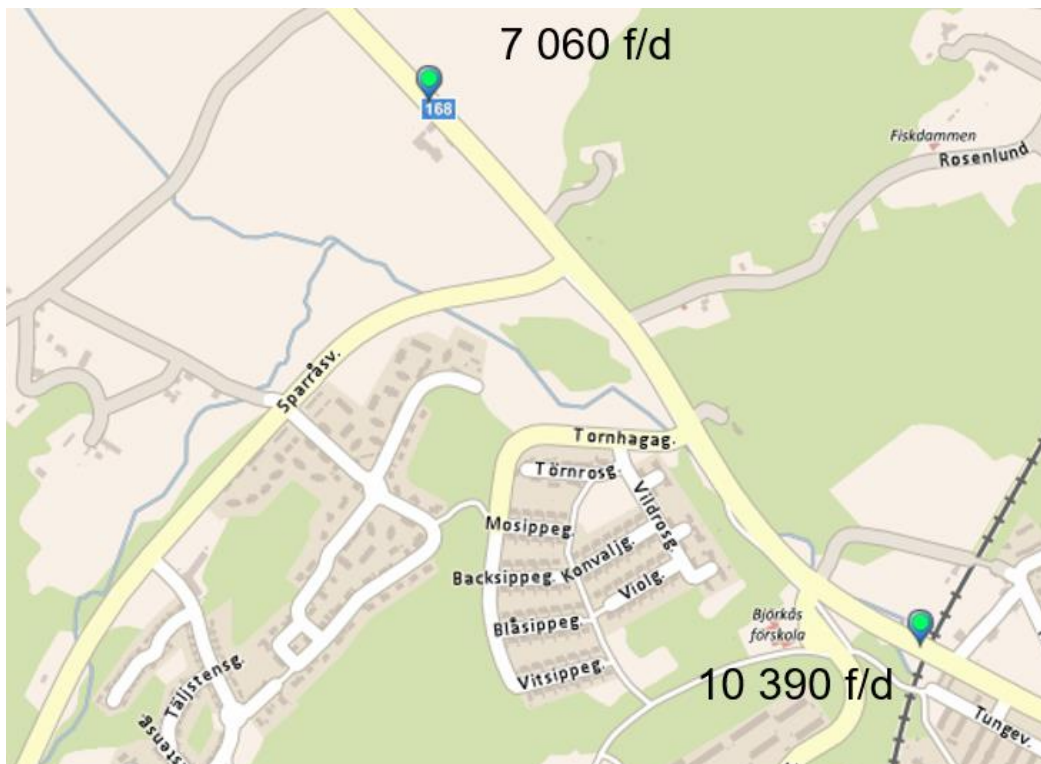 7 060 f/d
168
Fiskdammen
Rosenlund
Sparråsv.
Tornhagag.
Törnrosg.
Vildrosg.
Mosippeg.
Konvaljg.
Backsippeg.
Violg.
Blåsippeg.
Björkås
förskola
Vitsippeg.
10 390 f/d
Täljstensg.
Tungev.